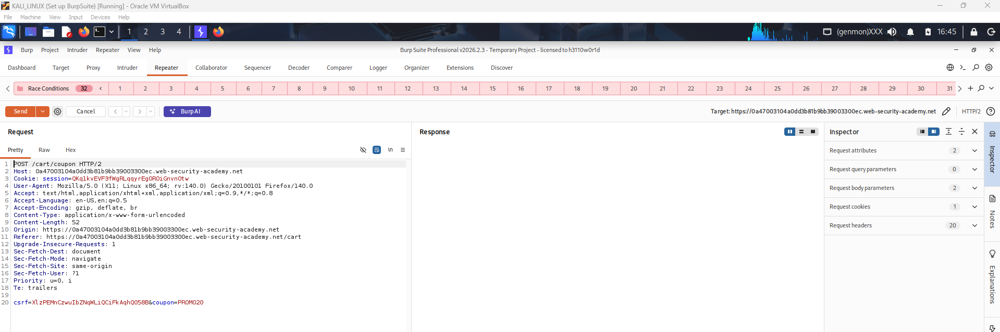 KALI_LINUX (Set up BurpSuite) [Running] - Oracle VM VirtualBox
File Machine View Input Devices Help
1 2 3 4 (genmon)XXX 16:45
Burp Project Intruder Repeater View Help Burp Suite Professional v2026.2.3 - Temporary Project - licensed to h3110w0r1d
Dashboard Target Proxy Intruder Repeater Collaborator Sequencer Decoder Comparer Logger Organizer Extensions Discover
Race Conditions 32 1 2 3 4 5 6 7 8 9 10 11 12 13 14 15 16 17 18 19 20 21 22 23 24 25 26 27 28 29 30 31
Send Cancel Burp AI Target: https://0a47003104a0dd3b81b9bb39003300ec.web-security-academy.net HTTP/2
Request
Pretty Raw Hex \n
1 POST /cart/coupon HTTP/2
2 Host: 0a47003104a0dd3b81b9bb39003300ec.web-security-academy.net
3 Cookie: session=QKq1kvEVF3fWgRLqqyrEgOROiGnvnOtw
4 User-Agent: Mozilla/5.0 (X11; Linux x86_64; rv:140.0) Gecko/20100101 Firefox/140.0
5 Accept: text/html,application/xhtml+xml,application/xml;q=0.9,*/*;q=0.8
6 Accept-Language: en-US,en;q=0.5
7 Accept-Encoding: gzip, deflate, br
8 Content-Type: application/x-www-form-urlencoded
9 Content-Length: 52
10 Origin: https://0a47003104a0dd3b81b9bb39003300ec.web-security-academy.net
11 Referer: https://0a47003104a0dd3b81b9bb39003300ec.web-security-academy.net/cart
12 Upgrade-Insecure-Requests: 1
13 Sec-Fetch-Dest: document
14 Sec-Fetch-Mode: navigate
15 Sec-Fetch-Site: same-origin
16 Sec-Fetch-User: ?1
17 Priority: u=0, i
18 Te: trailers
19
20 csrf=XlzPEMnCzwuIbZNqWLiQCiFkAqhQ058B&coupon=PROMO20
Response
Inspector
Request attributes 2
Request query parameters 0
Request body parameters 2
Request cookies 1
Request headers 20
Inspector
Notes
Explanations